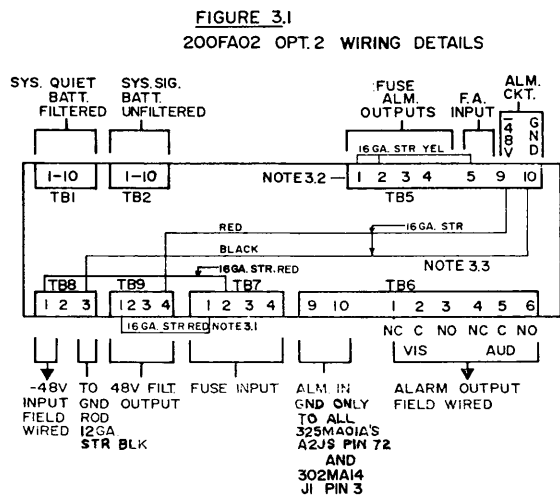 FIGURE 3.1
200FA02 OPT. 2 WIRING DETAILS
SYS. QUIET
BATT.
FILTERED
SYS. SIG.
BATT.
UNFILTERED
FUSE
ALM.
OUTPUTS
F.A.
INPUT
ALM.
CKT.
-48V
GND
16 GA. STR YEL
1-10
1-10
NOTE 3.2
1 2 3 4 5 9 10
TB1
TB2
TB5
RED
16 GA. STR
BLACK
NOTE 3.3
16 GA. STR. RED
TB8
TB9
TB7
TB6
1 2 3
1 2 3 4
1 2 3 4
9 10 1 2 3 4 5 6
16 GA. STR RED
NOTE 3.1
NC C NO NC C NO
VIS
AUD
-48V
INPUT
FIELD
WIRED
TO
GND
ROD
12GA
STR BLK
48V FILT.
OUTPUT
FUSE INPUT
ALM. IN
GND ONLY
TO ALL
325MA01A'S
A2J5 PIN 72
AND
302MA14
J1 PIN 3
ALARM OUTPUT
FIELD WIRED